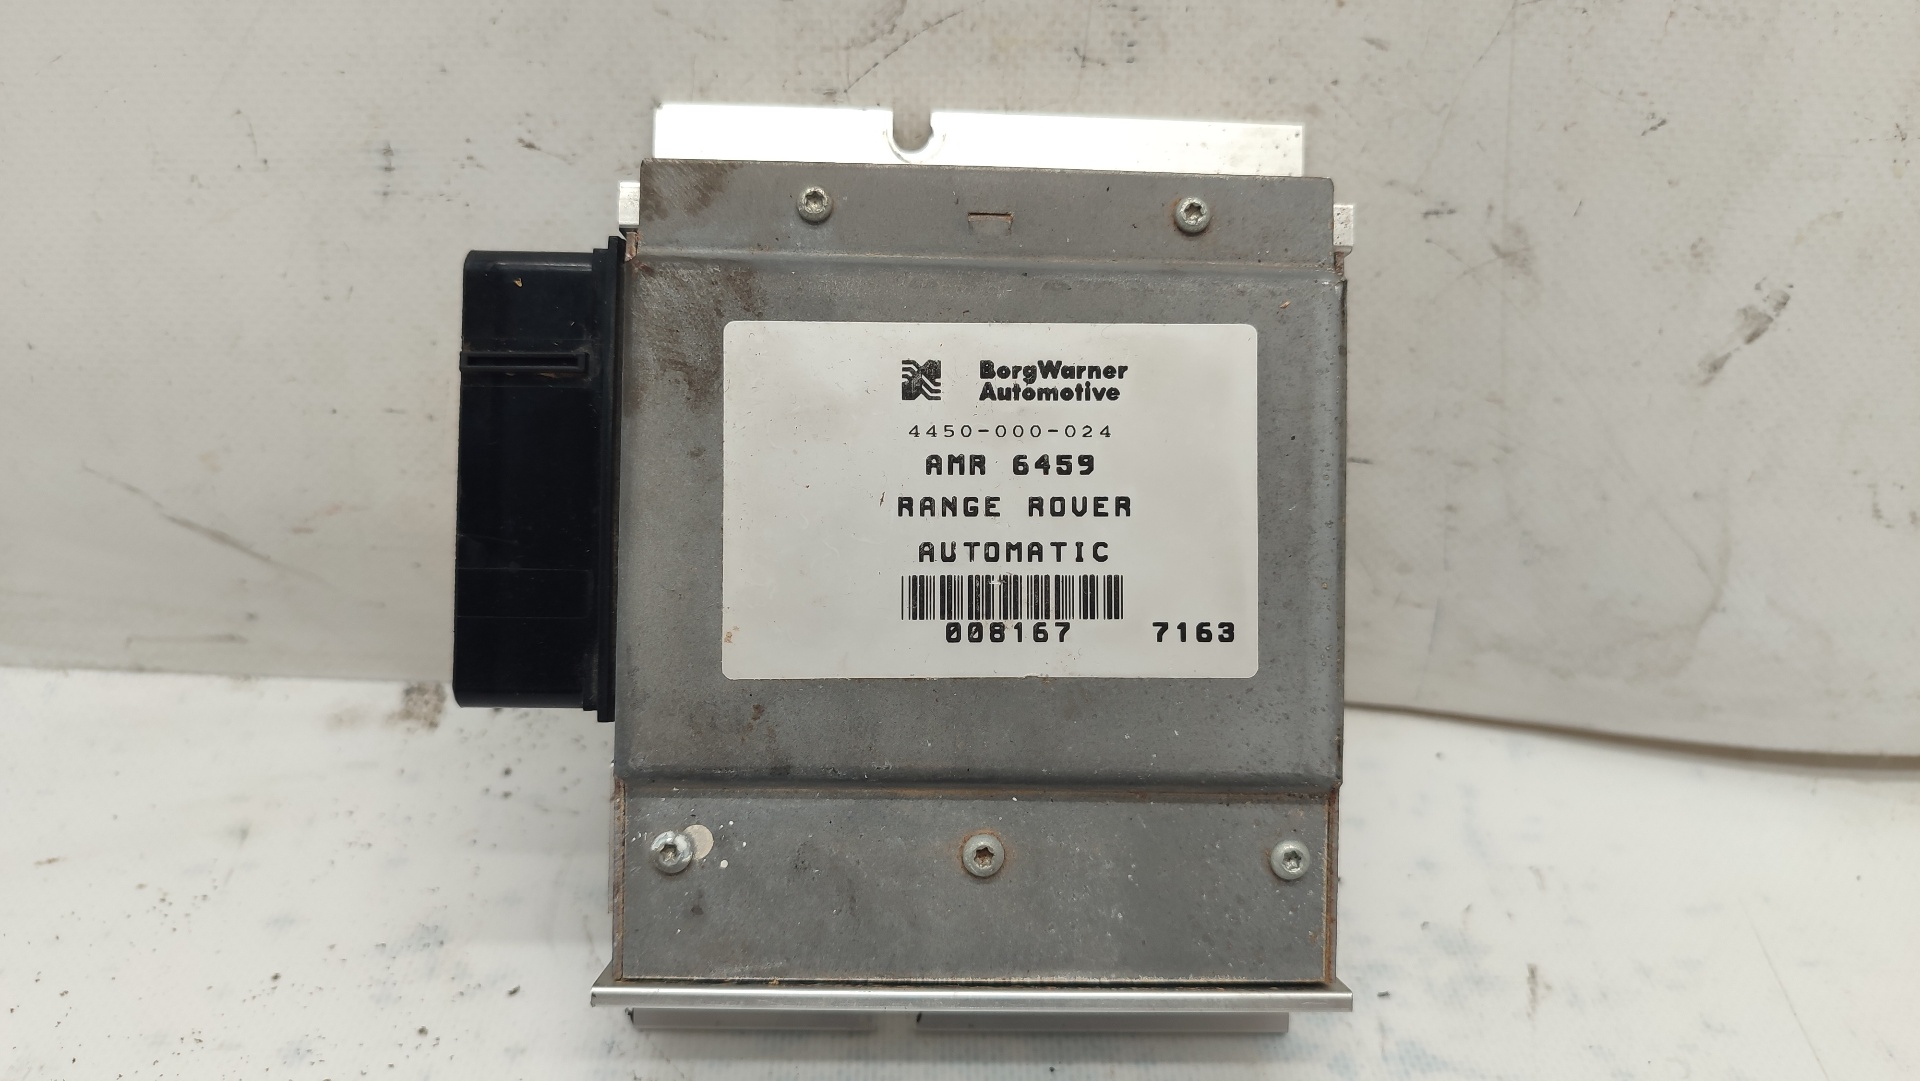 BorgWarner
Automotive
4450-000-024
AMR 6459
RANGE ROVER
AUTOMATIC
008167 7163